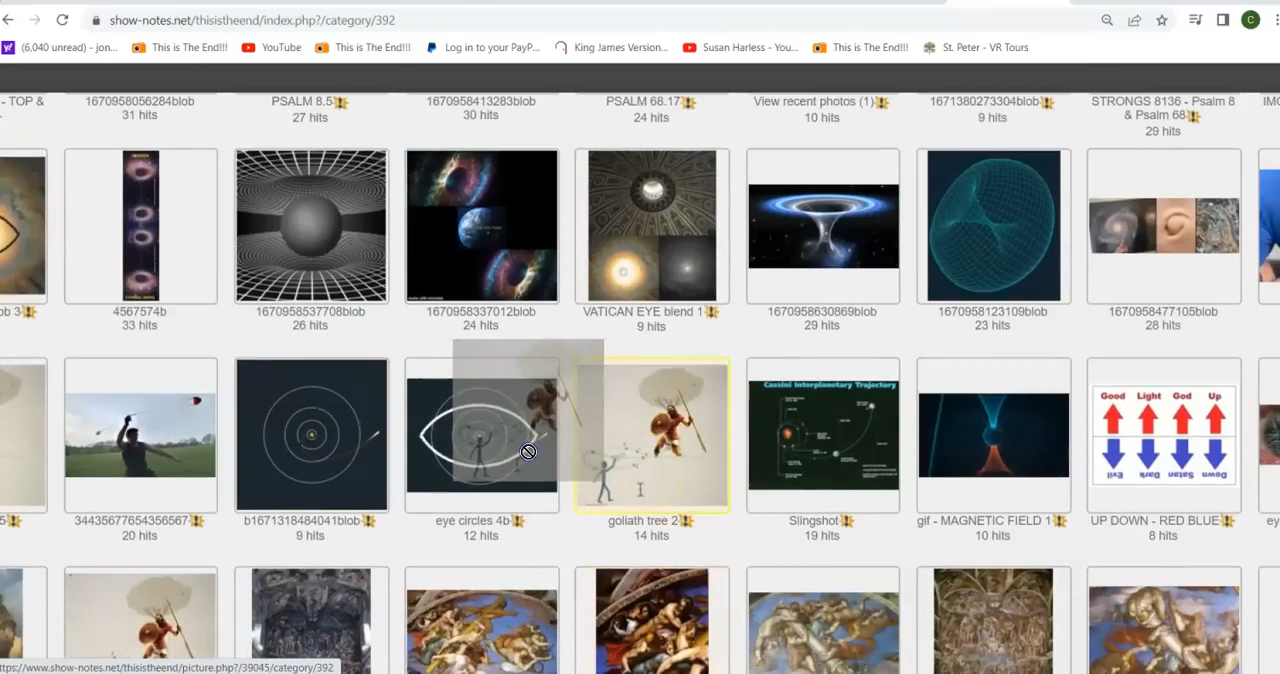 show-notes.net/thisistheend/index.php?/category/392
(6,040 unread) - jon... This is The End!!! YouTube This is The End!!! Log in to your PayP... King James Version... Susan Harless - You... This is The End!!! St. Peter - VR Tours
- TOP & 1670958056284blob PSALM 8.5 1670958413283blob PSALM 68.17 View recent photos (1) 1671380273304blob STRONGS 8136 - Psalm 8
31 hits 27 hits 30 hits 24 hits 10 hits 9 hits & Psalm 68
29 hits
ob 3 4567574b 1670958537708blob 1670958337012blob VATICAN EYE blend 1 1670958630869blob 1670958123109blob 1670958477105blob
33 hits 26 hits 24 hits 9 hits 29 hits 23 hits 28 hits
Cassini Interplanetary Trajectory
Good Light God Up
Evil Dark Satan Down
34435677654356567 b1671318484041blob eye circles 4b goliath tree 2 Slingshot gif - MAGNETIC FIELD 1 UP DOWN - RED BLUE
20 hits 9 hits 12 hits 14 hits 19 hits 10 hits 8 hits
https://www.show-notes.net/thisistheend/picture.php?/39045/category/392